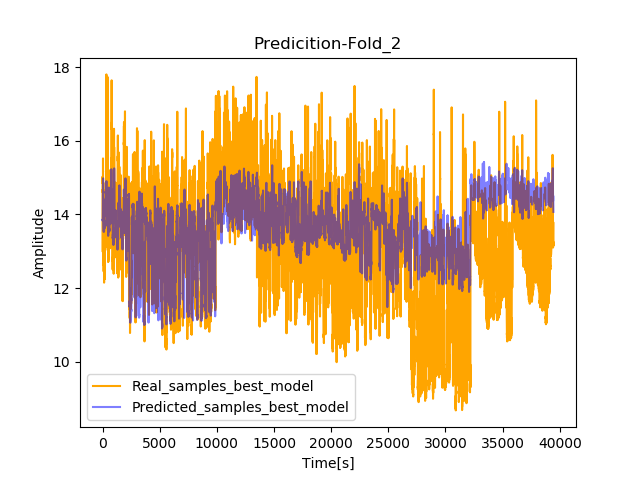 Predicition-Fold_2
18
16
14
12
10
Amplitude
Real_samples_best_model
Predicted_samples_best_model
0 5000 10000 15000 20000 25000 30000 35000 40000
Time[s]